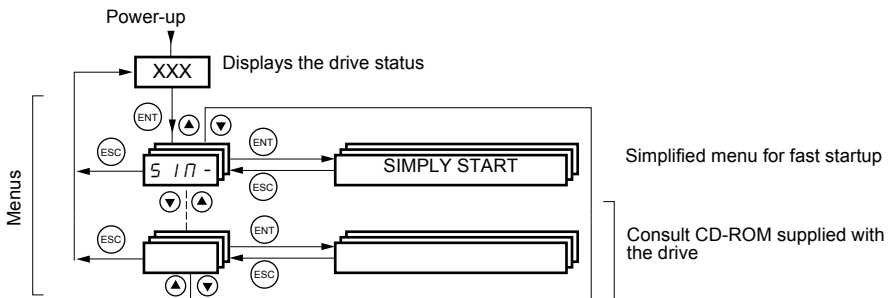 Power-up
XXX
Displays the drive status
ENT
ESC
ENT
SIM-
SIMPLY START
ESC
Simplified menu for fast startup
Menus
ESC
ENT
ESC
Consult CD-ROM supplied with
the drive